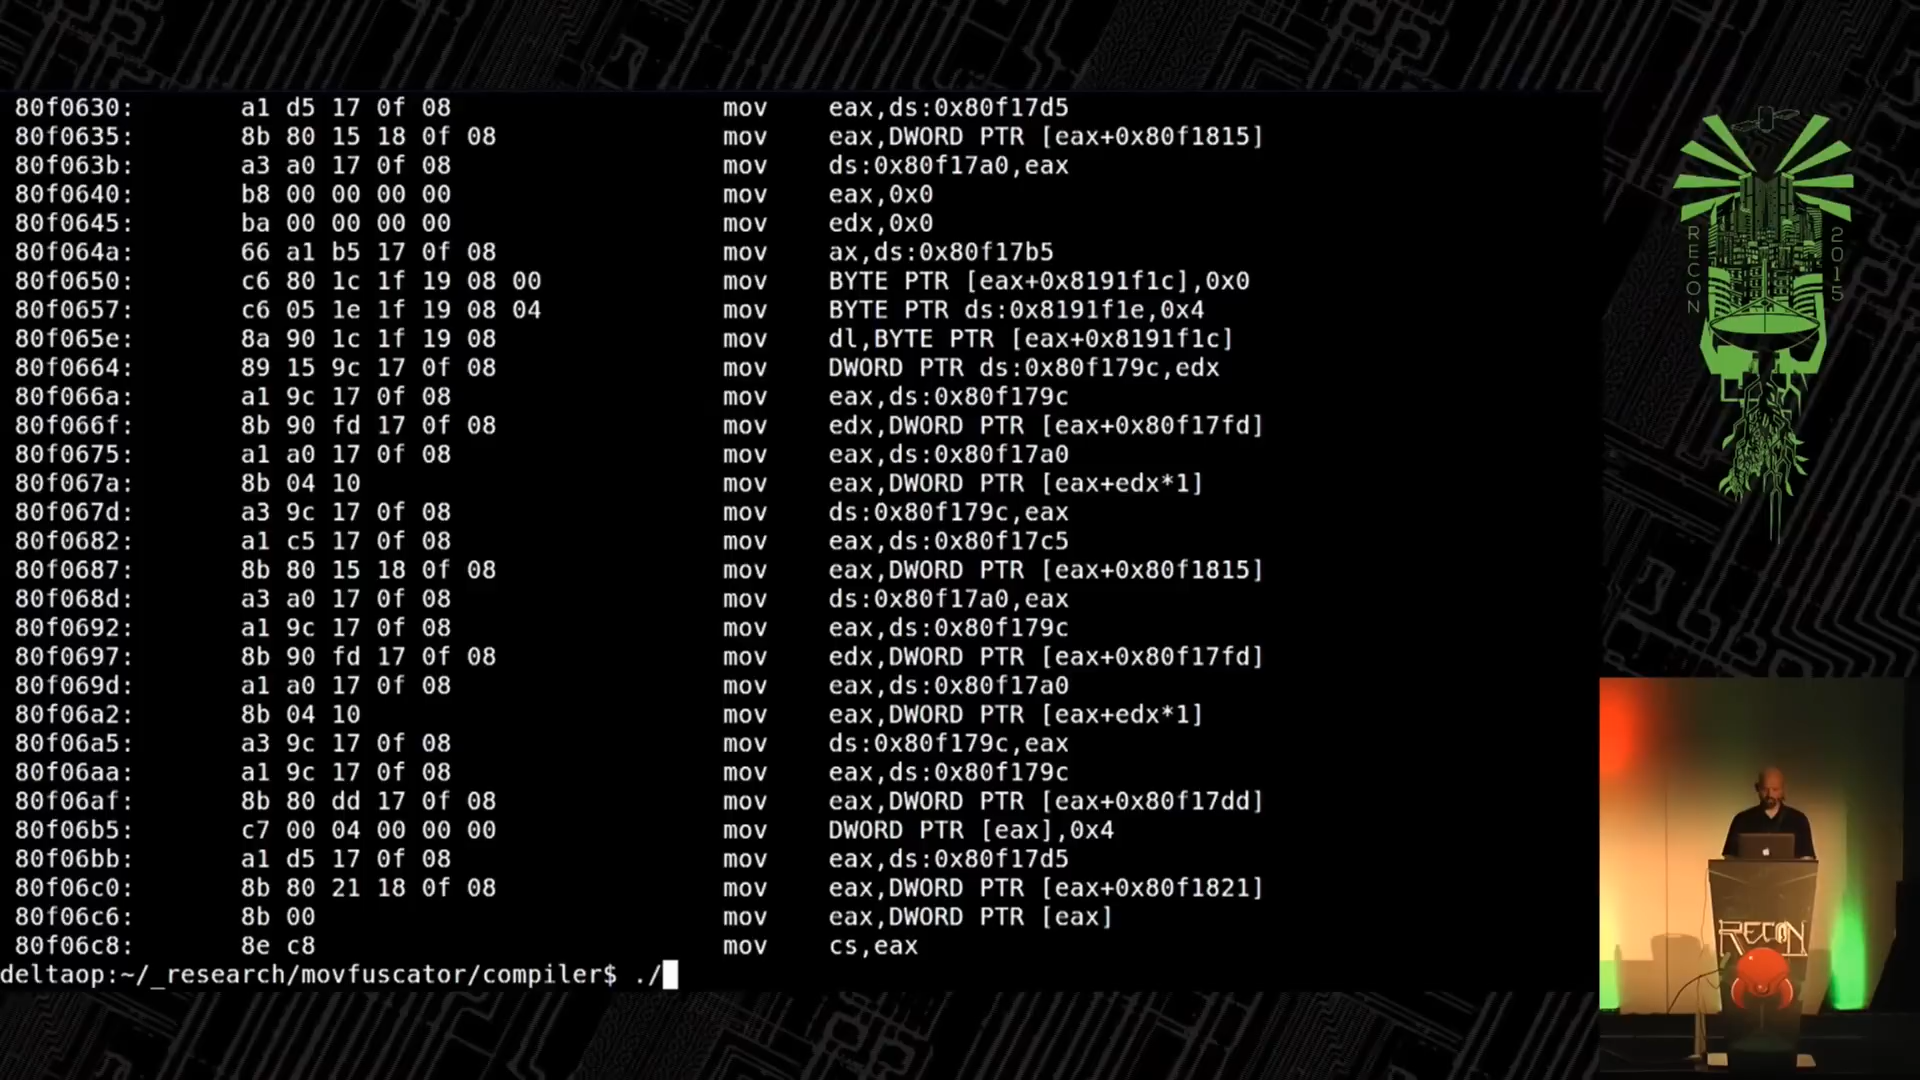 80f0630: a1 d5 17 0f 08 mov eax,ds:0x80f17d5
80f0635: 8b 80 15 18 0f 08 mov eax,DWORD PTR [eax+0x80f1815]
80f063b: a3 a0 17 0f 08 mov ds:0x80f17a0,eax
80f0640: b8 00 00 00 00 mov eax,0x0
80f0645: ba 00 00 00 00 mov edx,0x0
80f064a: 66 a1 b5 17 0f 08 mov ax,ds:0x80f17b5
80f0650: c6 80 1c 1f 19 08 00 mov BYTE PTR [eax+0x8191f1c],0x0
80f0657: c6 05 1e 1f 19 08 04 mov BYTE PTR ds:0x8191f1e,0x4
80f065e: 8a 90 1c 1f 19 08 mov dl,BYTE PTR [eax+0x8191f1c]
80f0664: 89 15 9c 17 0f 08 mov DWORD PTR ds:0x80f179c,edx
80f066a: a1 9c 17 0f 08 mov eax,ds:0x80f179c
80f066f: 8b 90 fd 17 0f 08 mov edx,DWORD PTR [eax+0x80f17fd]
80f0675: a1 a0 17 0f 08 mov eax,ds:0x80f17a0
80f067a: 8b 04 10 mov eax,DWORD PTR [eax+edx*1]
80f067d: a3 9c 17 0f 08 mov ds:0x80f179c,eax
80f0682: a1 c5 17 0f 08 mov eax,ds:0x80f17c5
80f0687: 8b 80 15 18 0f 08 mov eax,DWORD PTR [eax+0x80f1815]
80f068d: a3 a0 17 0f 08 mov ds:0x80f17a0,eax
80f0692: a1 9c 17 0f 08 mov eax,ds:0x80f179c
80f0697: 8b 90 fd 17 0f 08 mov edx,DWORD PTR [eax+0x80f17fd]
80f069d: a1 a0 17 0f 08 mov eax,ds:0x80f17a0
80f06a2: 8b 04 10 mov eax,DWORD PTR [eax+edx*1]
80f06a5: a3 9c 17 0f 08 mov ds:0x80f179c,eax
80f06aa: a1 9c 17 0f 08 mov eax,ds:0x80f179c
80f06af: 8b 80 dd 17 0f 08 mov eax,DWORD PTR [eax+0x80f17dd]
80f06b5: c7 00 04 00 00 00 mov DWORD PTR [eax],0x4
80f06bb: a1 d5 17 0f 08 mov eax,ds:0x80f17d5
80f06c0: 8b 80 21 18 0f 08 mov eax,DWORD PTR [eax+0x80f1821]
80f06c6: 8b 00 mov eax,DWORD PTR [eax]
80f06c8: 8e c8 mov cs,eax
deltaop:~/_research/movfuscator/compiler$ ./
RECON
2015
RECON